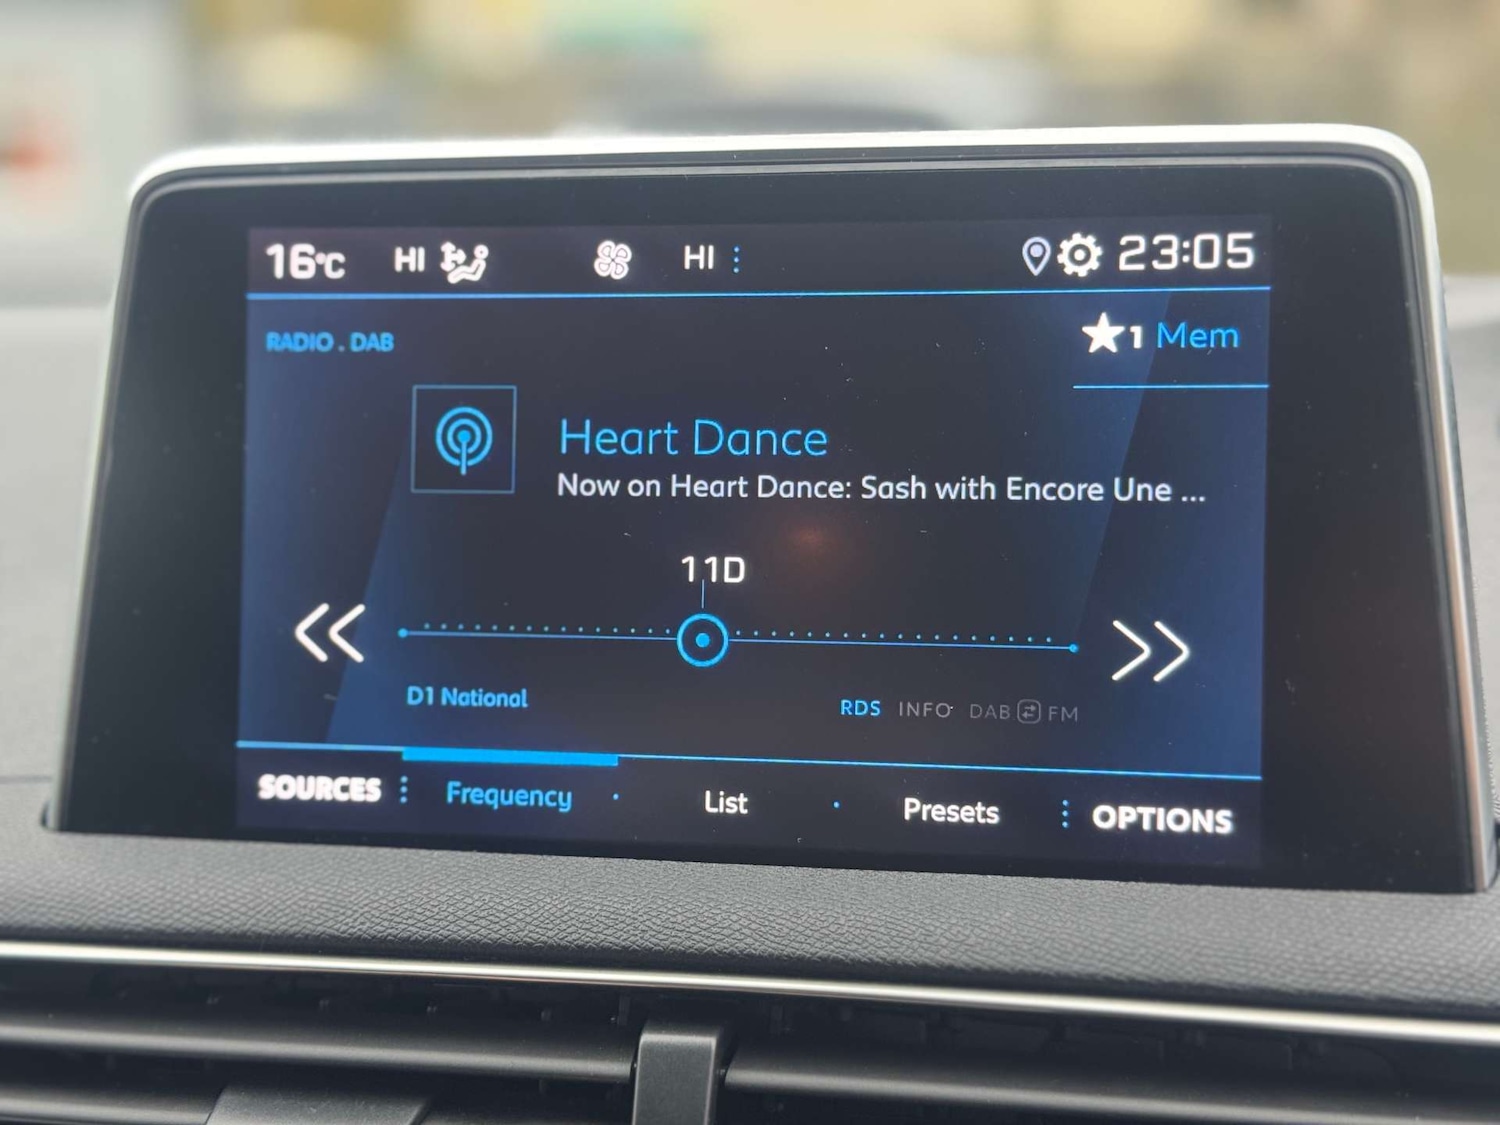 16°C HI HI 23:05
RADIO . DAB
1 Mem
Heart Dance
Now on Heart Dance: Sash with Encore Une ...
11D
D1 National
RDS INFO DAB FM
SOURCES Frequency List Presets OPTIONS